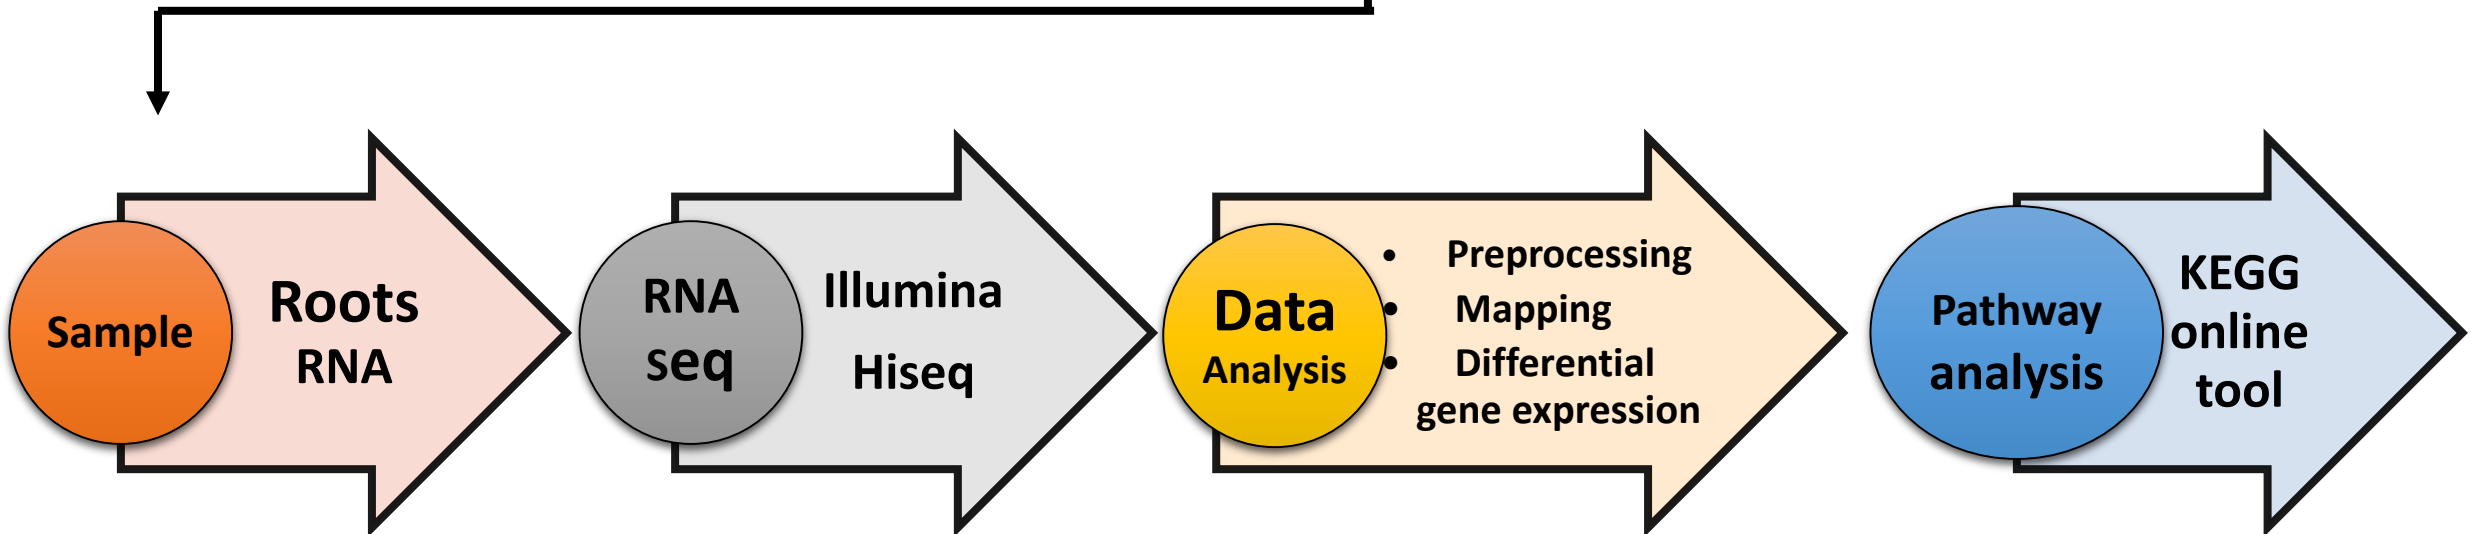 Sample
Roots
RNA
RNA
seq
Illumina
Hiseq
Data
Analysis
• Preprocessing
• Mapping
• Differential
gene expression
Pathway
analysis
KEGG
online
tool